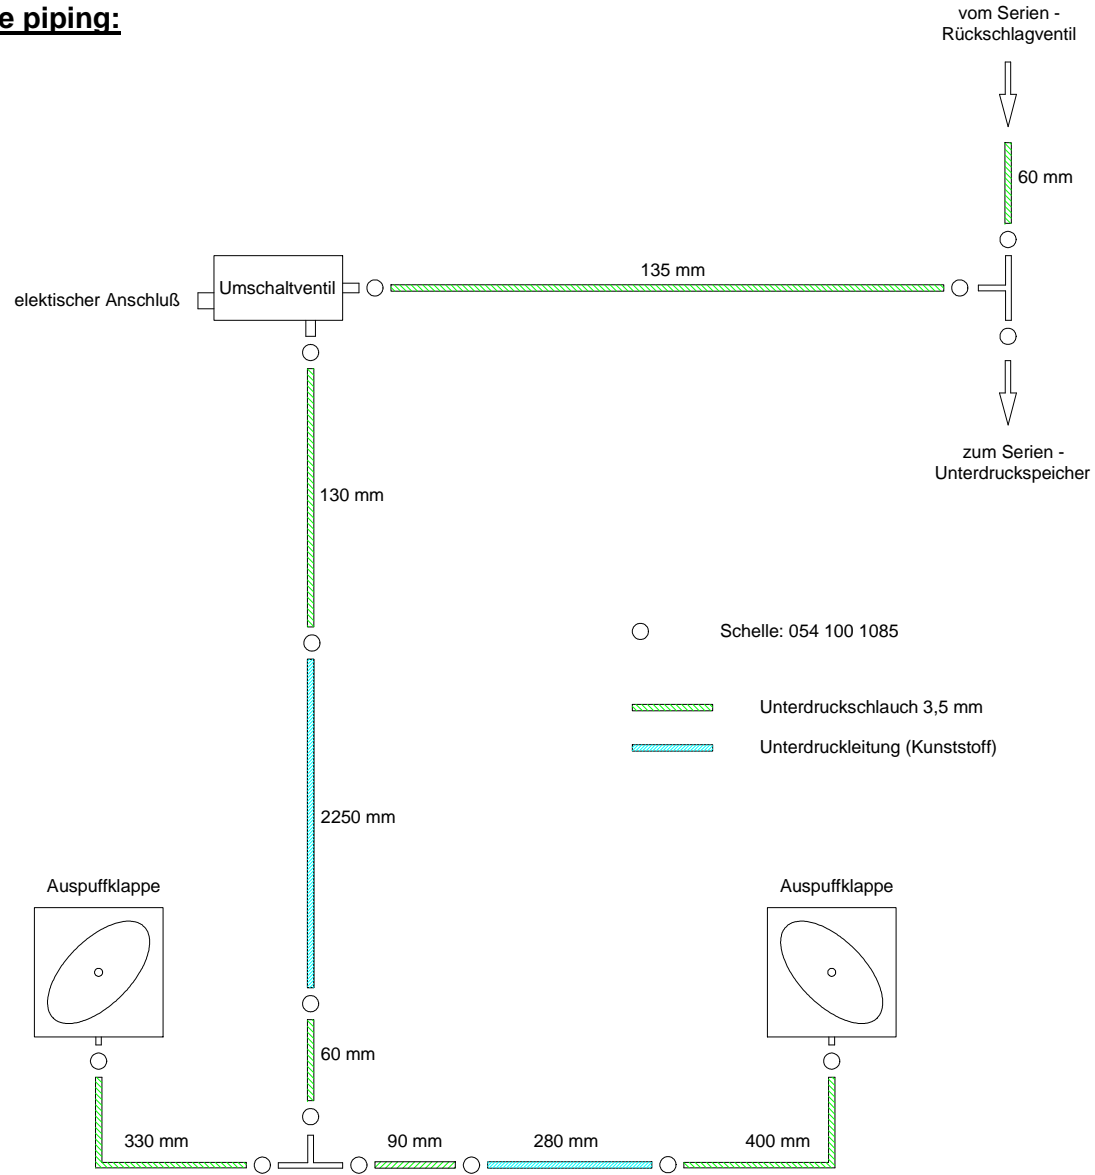 e piping:
vom Serien -
Rückschlagventil
60 mm
135 mm
Umschaltventil
elektischer Anschluß
zum Serien -
Unterdruckspeicher
130 mm
Schelle: 054 100 1085
Unterdruckschlauch 3,5 mm
Unterdruckleitung (Kunststoff)
2250 mm
Auspuffklappe
Auspuffklappe
60 mm
330 mm
90 mm
280 mm
400 mm